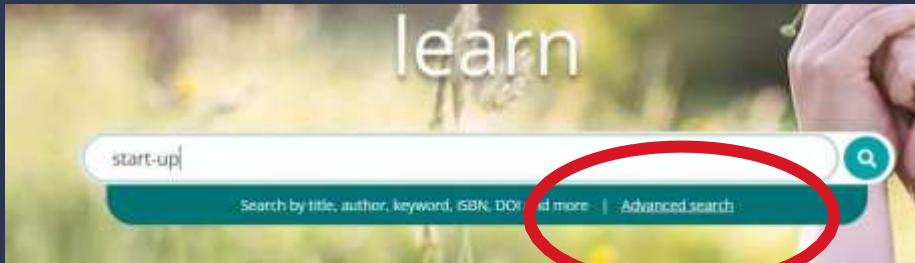 learn
start-up
Search by title, author, keyword, ISBN, DOI and more | Advanced search